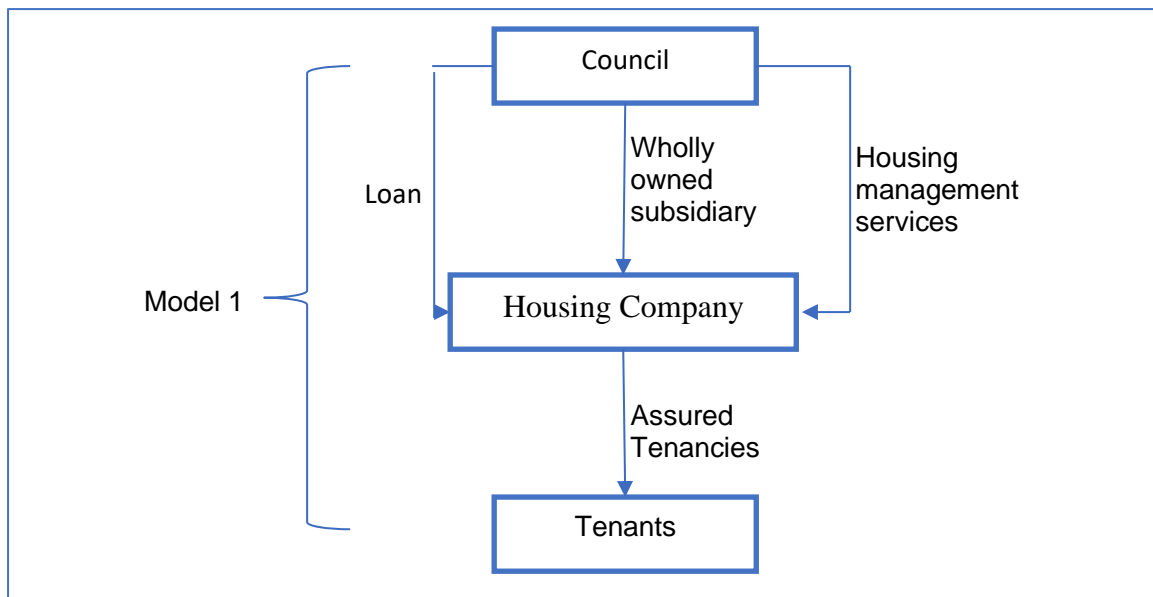 Council
Loan
Wholly
owned
subsidiary
Housing
management
services
Model 1
Housing Company
Assured
Tenancies
Tenants